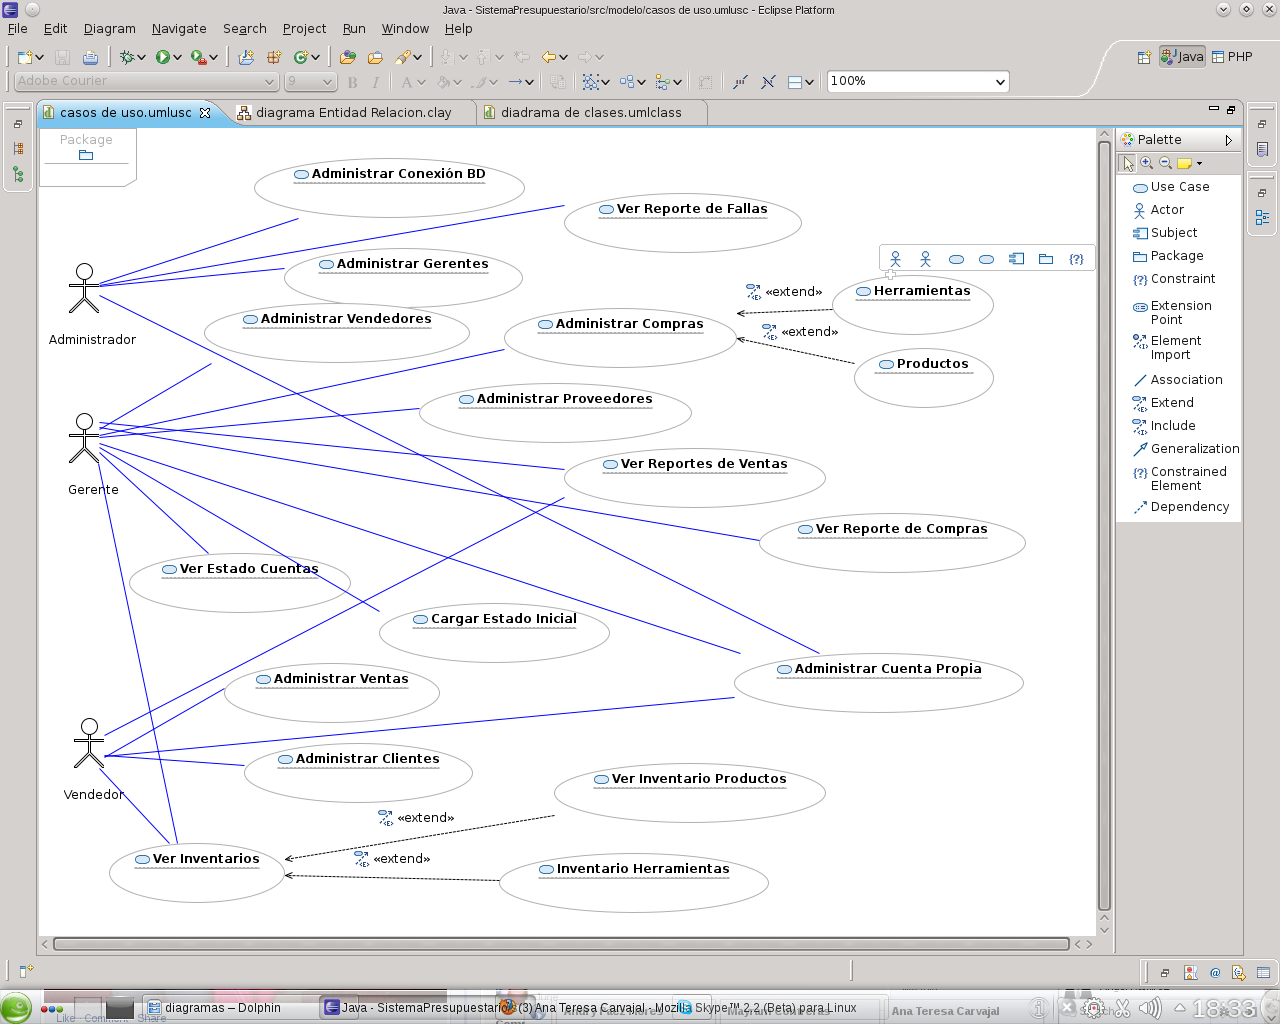 Java - SistemaPresupuestario/src/modelo/casos de uso.umlusc - Eclipse Platform
File Edit Diagram Navigate Search Project Run Window Help
Java PHP
Adobe Courier 9 B I A 100%
casos de uso.umlusc diagrama Entidad Relacion.clay diadrama de clases.umlclass
Package
Administrar Conexión BD
Ver Reporte de Fallas
Administrar Gerentes
Administrador
Administrar Vendedores
Administrar Compras
«extend»
Herramientas
«extend»
Productos
Administrar Proveedores
Gerente
Ver Reportes de Ventas
Ver Reporte de Compras
Ver Estado Cuentas
Cargar Estado Inicial
Administrar Cuenta Propia
Administrar Ventas
Vendedor
Administrar Clientes
Ver Inventario Productos
«extend»
Ver Inventarios
«extend»
Inventario Herramientas
Palette
Use Case
Actor
Subject
Package
Constraint
Extension
Point
Element
Import
Association
Extend
Include
Generalization
Constrained
Element
Dependency
diagramas – Dolphin
Java - SistemaPresupuestario
(3) Ana Teresa Carvajal - Mozilla
Skype™ 2.2 (Beta) para Linux
Like · Comment · Share
Ana Teresa Carvajal
18:33